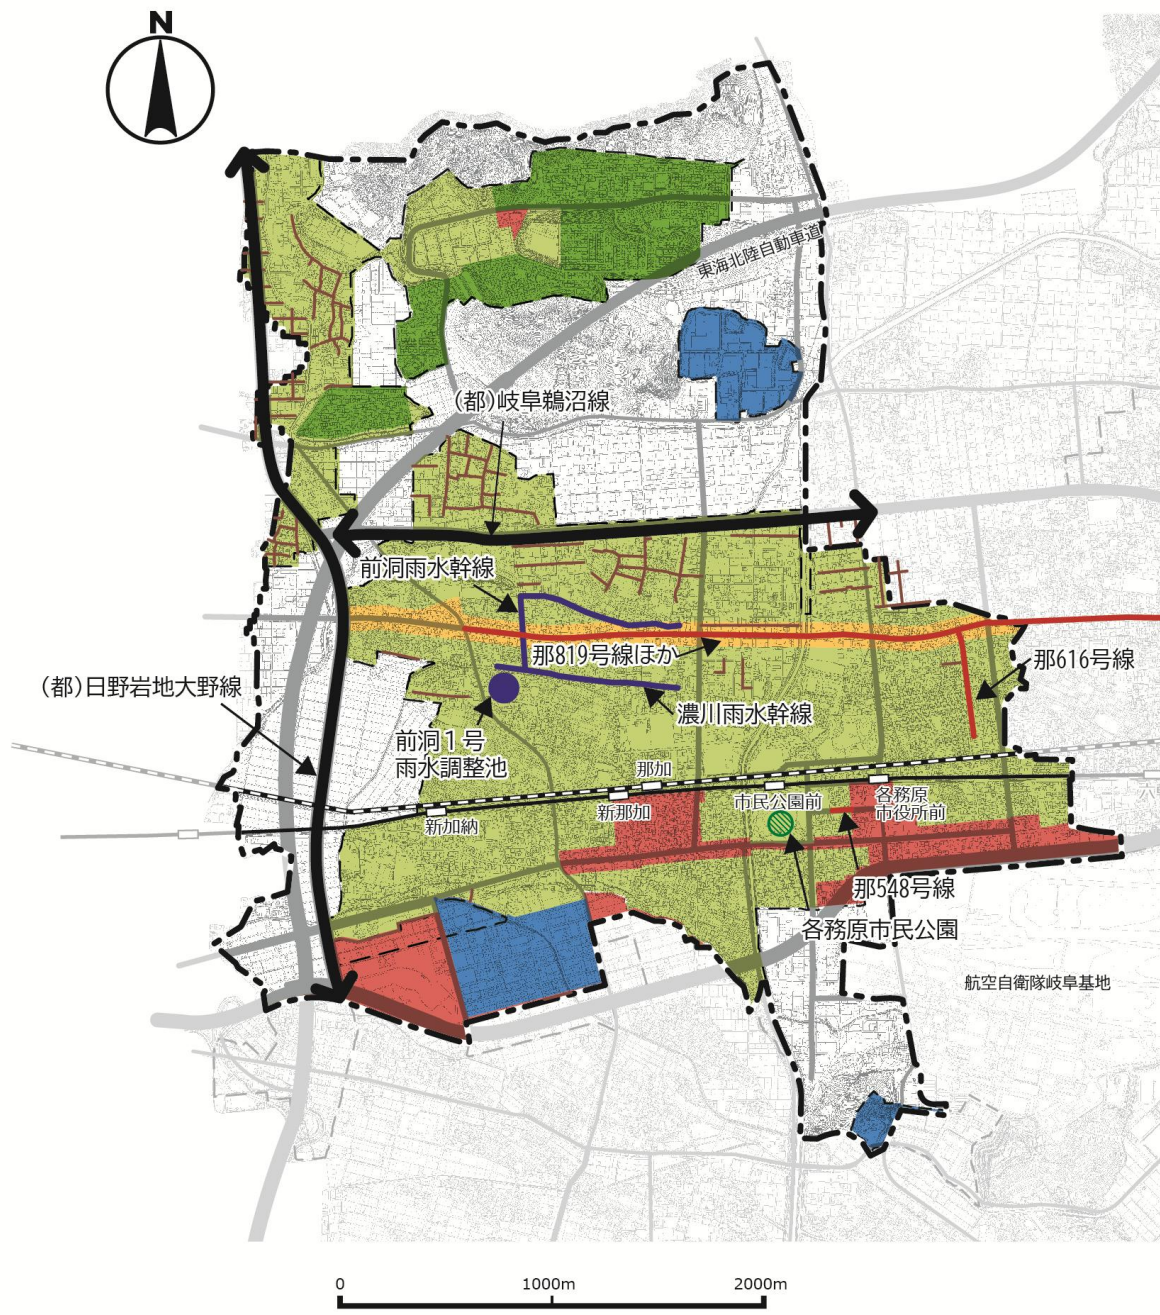 N
東海北陸自動車道
(都)岐阜鵜沼線
前洞雨水幹線
那819号線ほか
那616号線
(都)日野岩地大野線
濃川雨水幹線
前洞1号
雨水調整池
那加
新那加
市民公園前
各務原
市役所前
新加納
那548号線
各務原市民公園
航空自衛隊岐阜基地
0
1000m
2000m